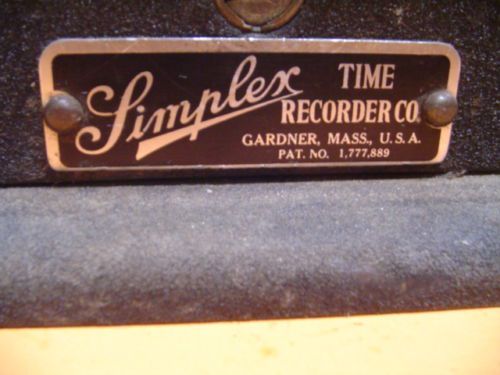 Simplex TIME
RECORDER CO.
GARDNER, MASS., U.S.A.
PAT. NO. 1,777,889